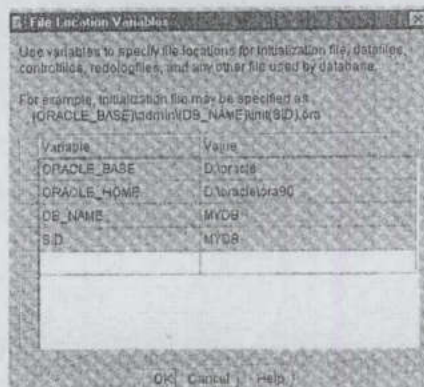 File Location Variables
Use variables to specify file locations for initialization file, datafiles,
controlfiles, redologfiles, and any other file used by database.
For example, initialization file may be specified as
{ORACLE_BASE}\admin\{DB_NAME}\init{SID}.ora
Variable Value
ORACLE_BASE D:\oracle
ORACLE_HOME D:\oracle\ora90
DB_NAME MYDB
SID MYDB
OK Cancel Help